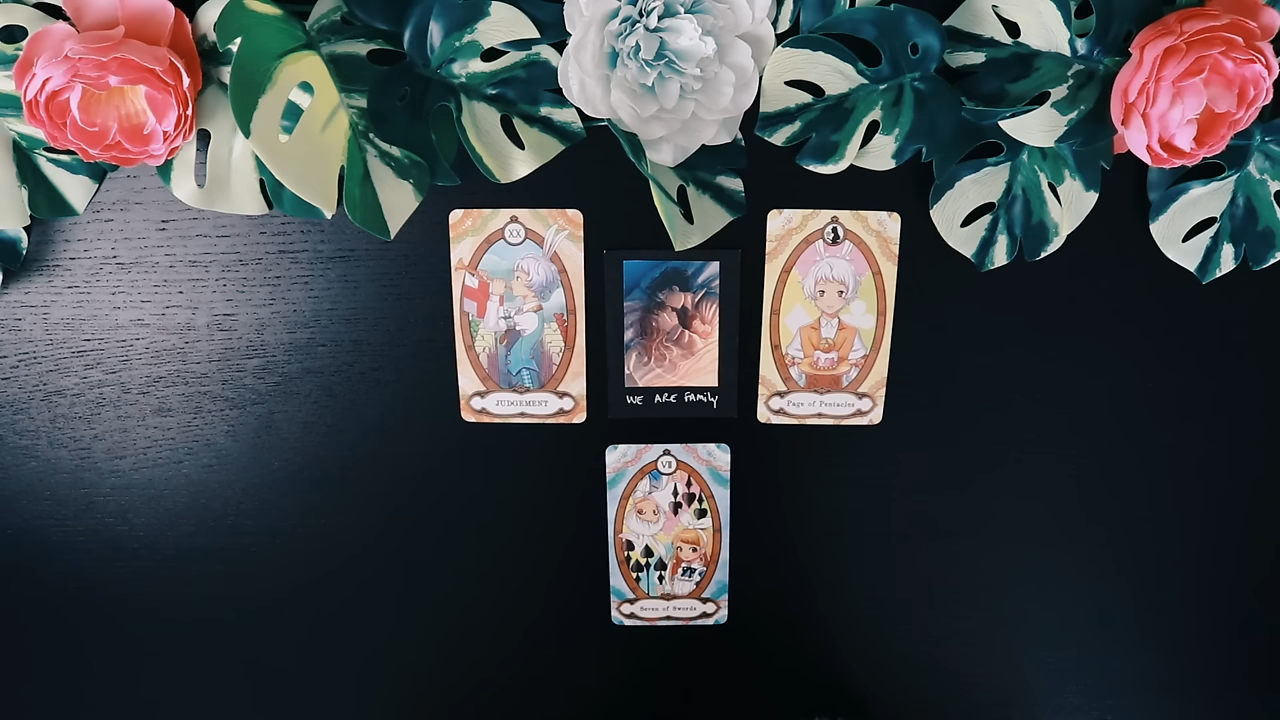 XX
JUDGEMENT
WE ARE FAMILY
Page of Pentacles
VII
Seven of Swords